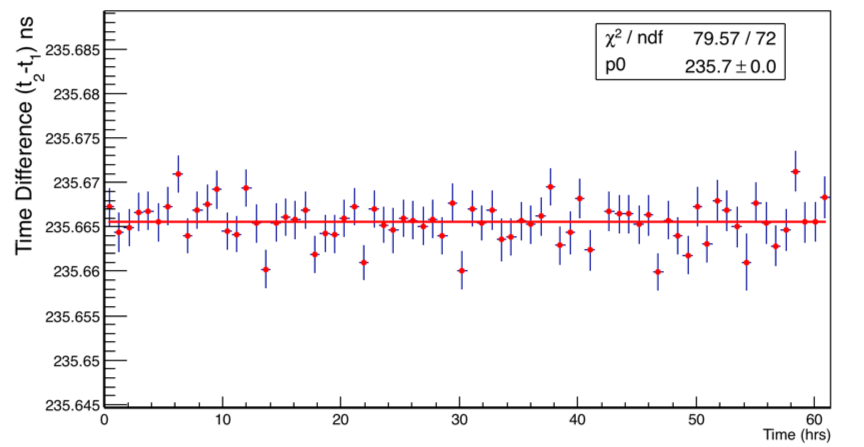 Time Difference (t2-t1) ns
235.685
235.68
235.675
235.67
235.665
235.66
235.655
235.65
235.645
χ² / ndf 79.57 / 72
p0 235.7 ± 0.0
0 10 20 30 40 50 60
Time (hrs)